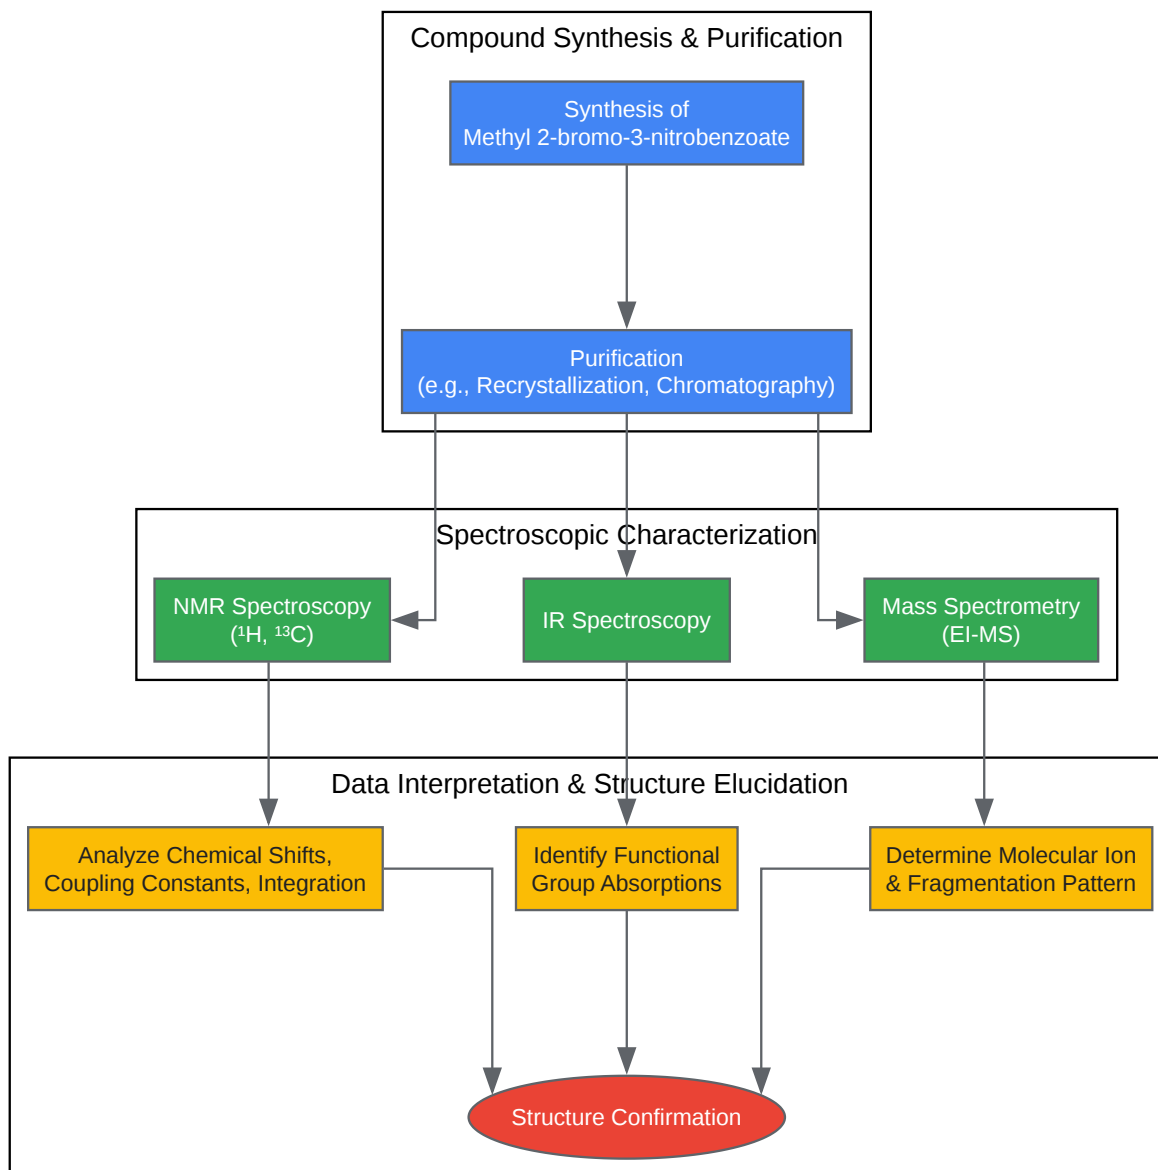 Compound Synthesis & Purification
Synthesis of
Methyl 2-bromo-3-nitrobenzoate
Purification
(e.g., Recrystallization, Chromatography)
Spectroscopic Characterization
NMR Spectroscopy
(¹H, ¹³C)
IR Spectroscopy
Mass Spectrometry
(EI-MS)
Data Interpretation & Structure Elucidation
Analyze Chemical Shifts,
Coupling Constants, Integration
Identify Functional
Group Absorptions
Determine Molecular Ion
& Fragmentation Pattern
Structure Confirmation